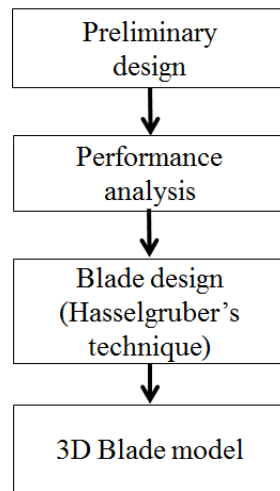 Preliminary
design
Performance
analysis
Blade design
(Hasselgruber’s
technique)
3D Blade model